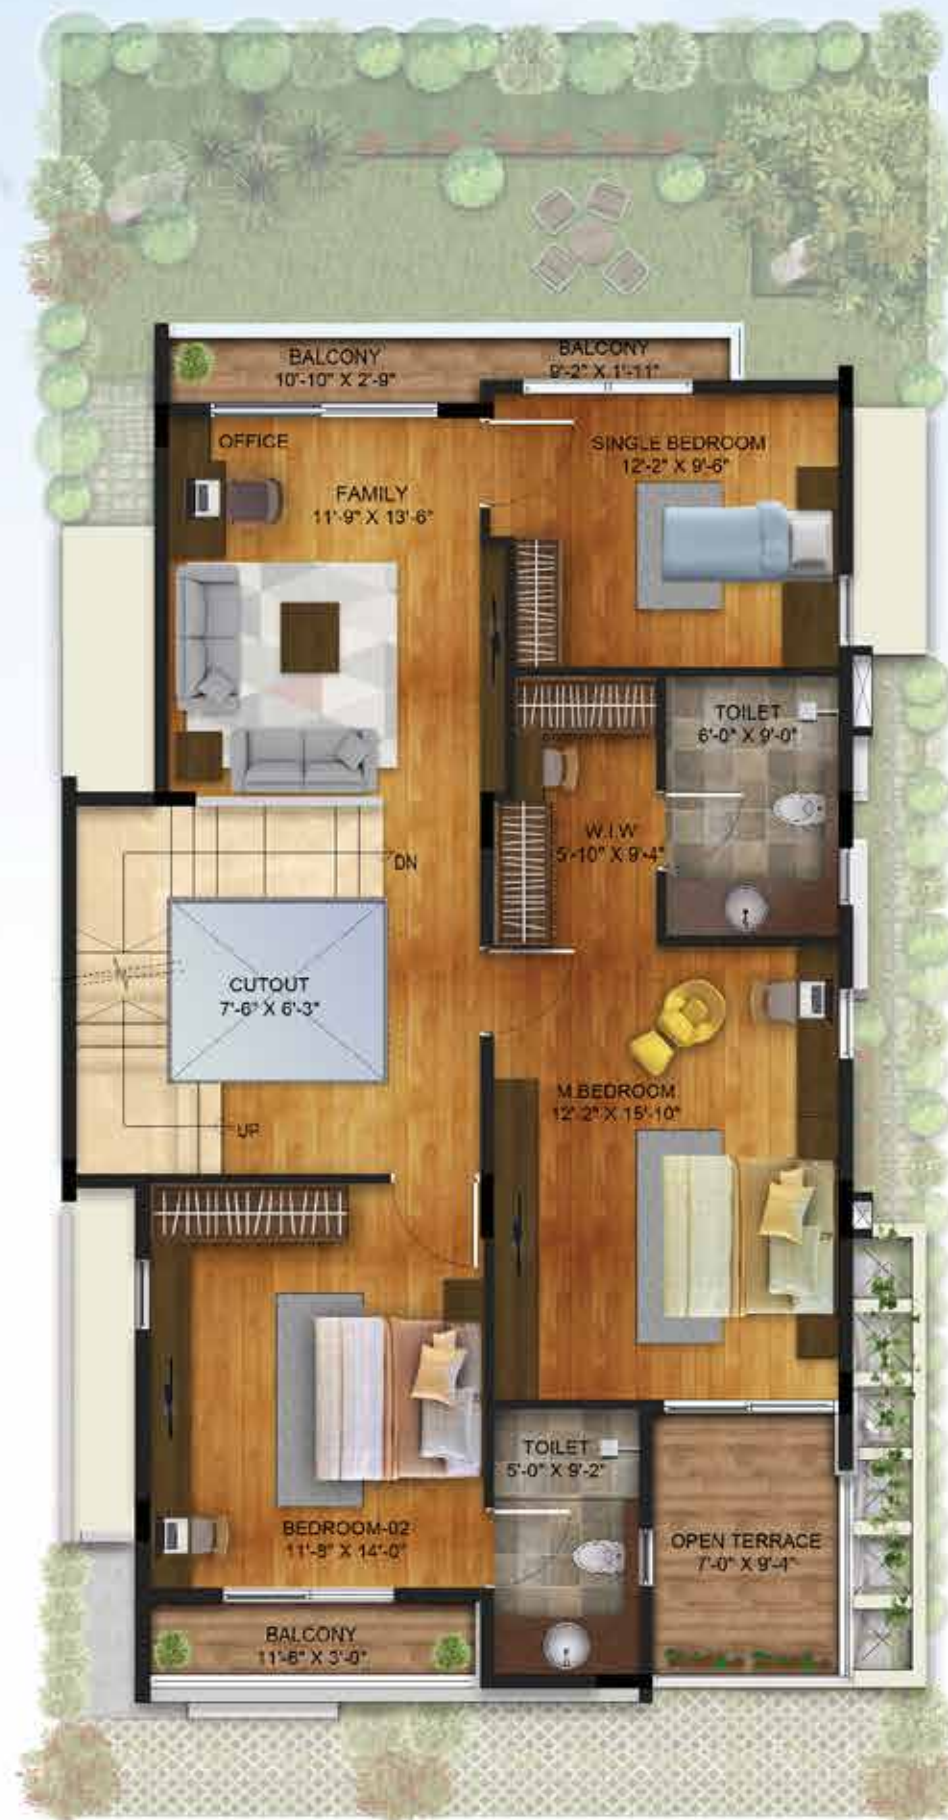 BALCONY
10'-10" X 2'-9"
BALCONY
9'-2" X 1'-11"
OFFICE
FAMILY
11'-9" X 13'-6"
SINGLE BEDROOM
12'-2" X 9'-6"
TOILET
6'-0" X 9'-0"
W.I.W
5'-10" X 9'-4"
DN
CUTOUT
7'-6" X 6'-3"
UP
M.BEDROOM
12'-2" X 15'-10"
TOILET
5'-0" X 9'-2"
BEDROOM-02
11'-8" X 14'-0"
OPEN TERRACE
7'-0" X 9'-4"
BALCONY
11'-6" X 3'-0"